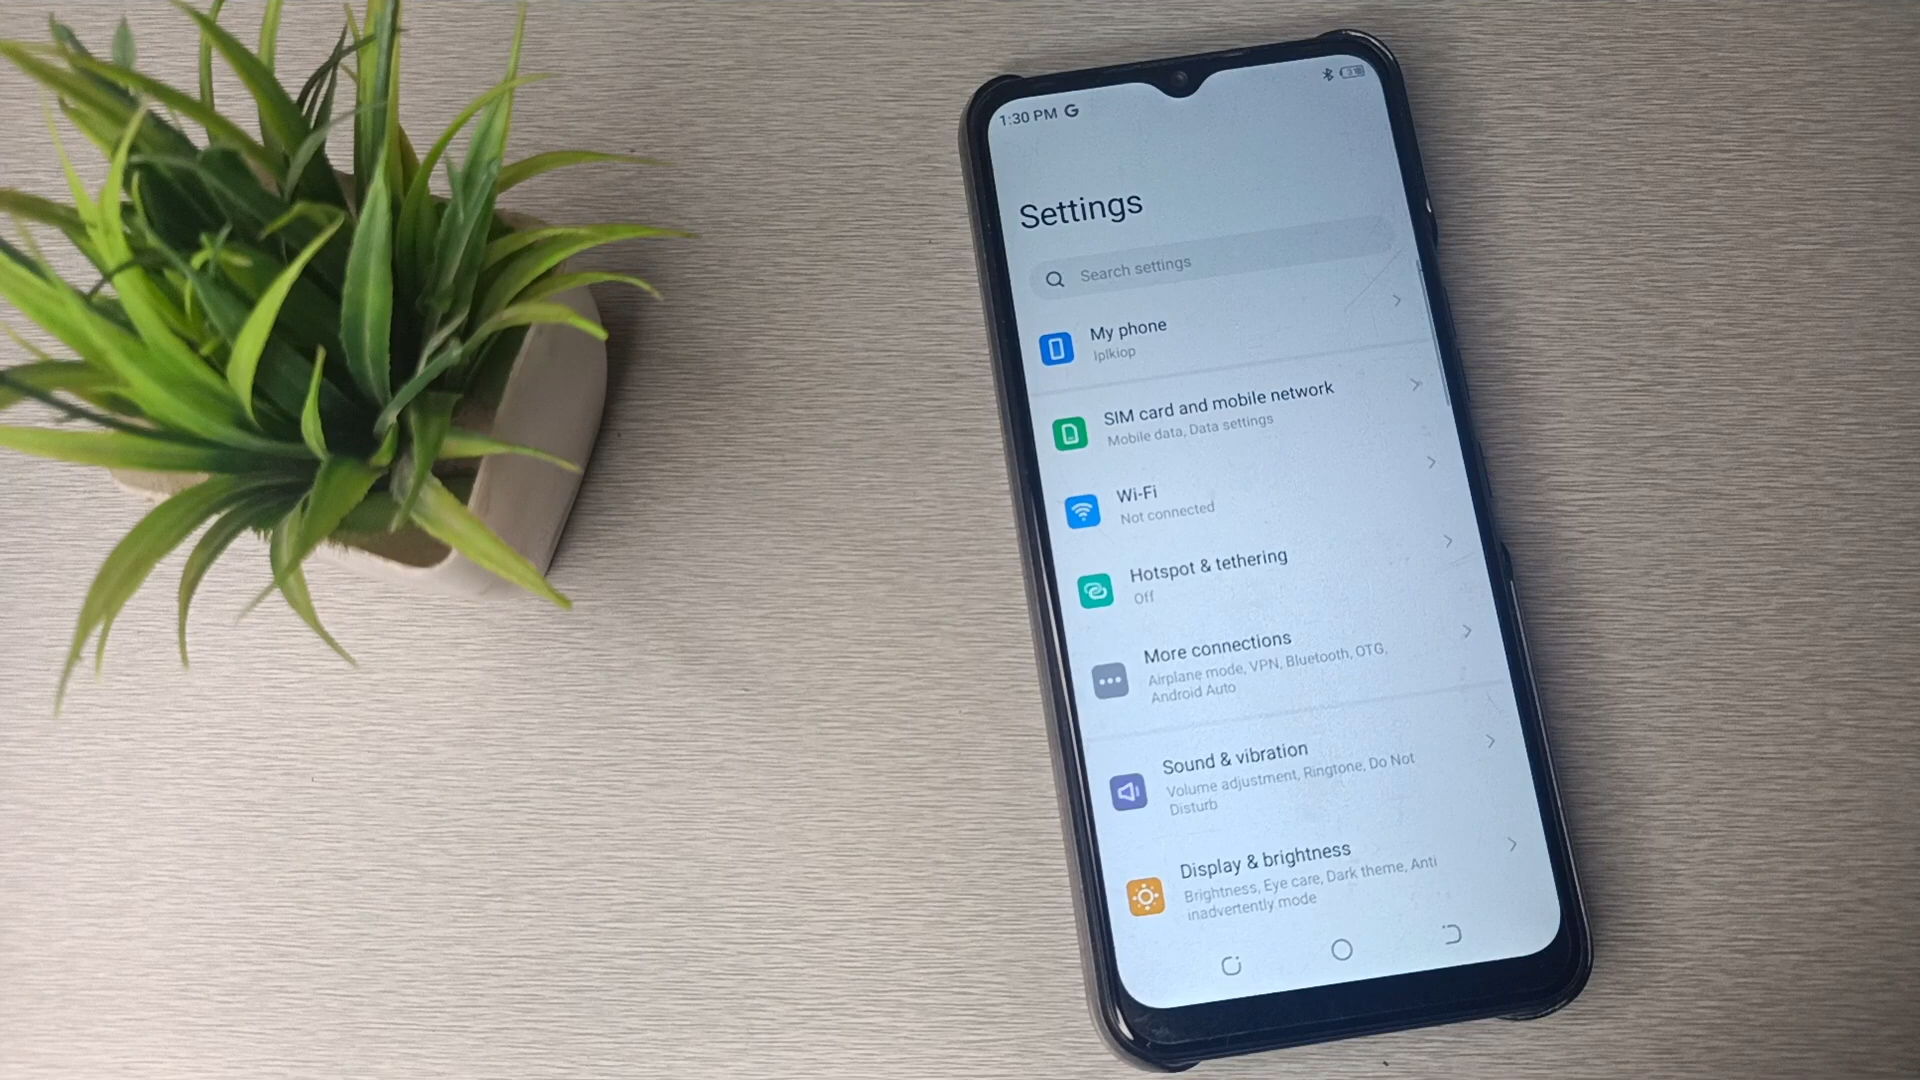 1:30 PM G
Settings
Search settings
My phone
lplkiop
SIM card and mobile network
Mobile data, Data settings
Wi-Fi
Not connected
Hotspot & tethering
Off
More connections
Airplane mode, VPN, Bluetooth, OTG,
Android Auto
Sound & vibration
Volume adjustment, Ringtone, Do Not
Disturb
Display & brightness
Brightness, Eye care, Dark theme, Anti
inadvertently mode